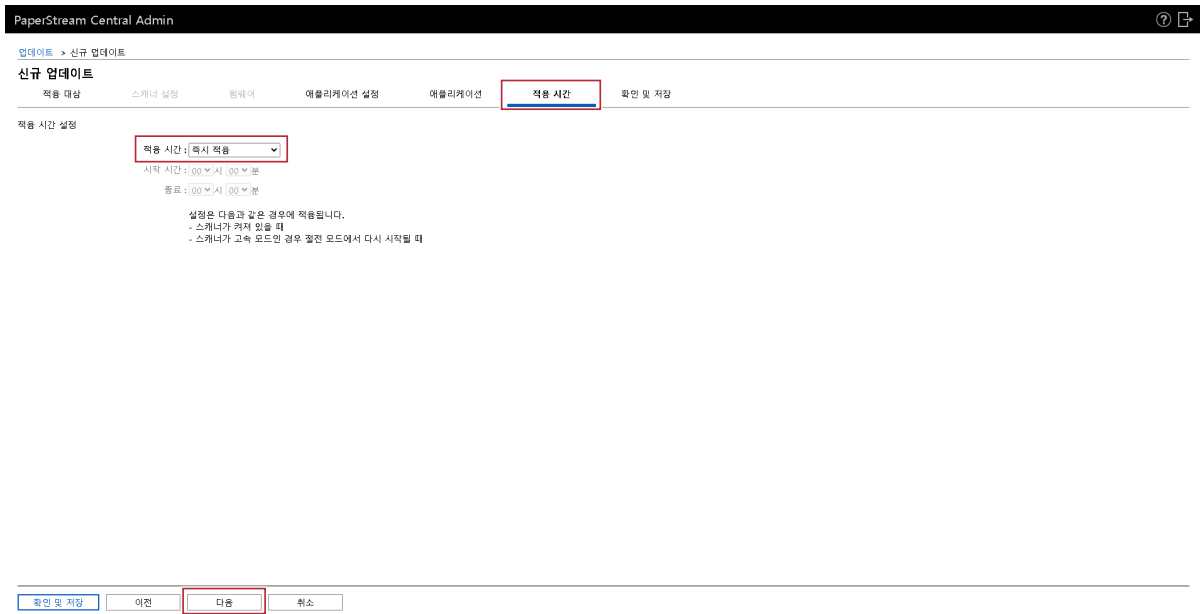 PaperStream Central Admin
업데이트 > 신규 업데이트
신규 업데이트
적용 대상 스캐너 설정 펌웨어 애플리케이션 설정 애플리케이션 적용 시간 확인 및 저장
적용 시간 설정
적용 시간 : 즉시 적용
시작 시간 : 00 시 00 분
종료 : 00 시 00 분
설정은 다음과 같은 경우에 적용됩니다.
- 스캐너가 켜져 있을 때
- 스캐너가 고속 모드인 경우 절전 모드에서 다시 시작될 때
확인 및 저장 이전 다음 취소